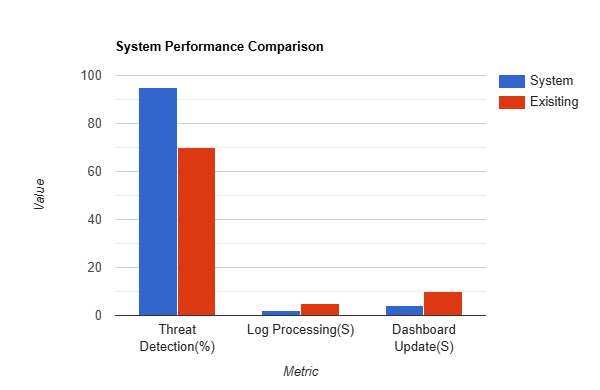 System Performance Comparison
100
80
60
40
20
0
Value
System
Exisiting
Threat
Detection(%)
Log Processing(S)
Dashboard
Update(S)
Metric